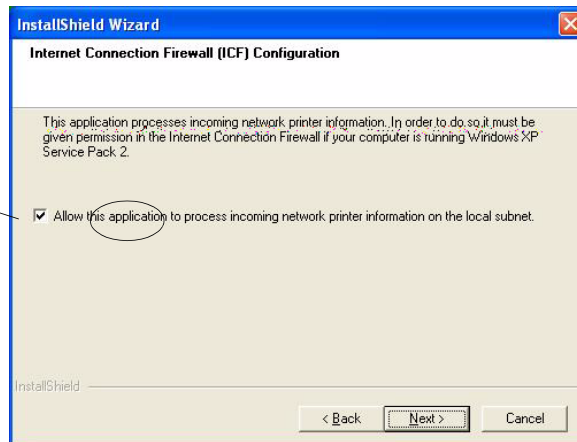 InstallShield Wizard
Internet Connection Firewall (ICF) Configuration
This application processes incoming network printer information. In order to do so, it must be
given permission in the Internet Connection Firewall if your computer is running Windows XP
Service Pack 2.
Allow this application to process incoming network printer information on the local subnet.
InstallShield
< Back
Next >
Cancel